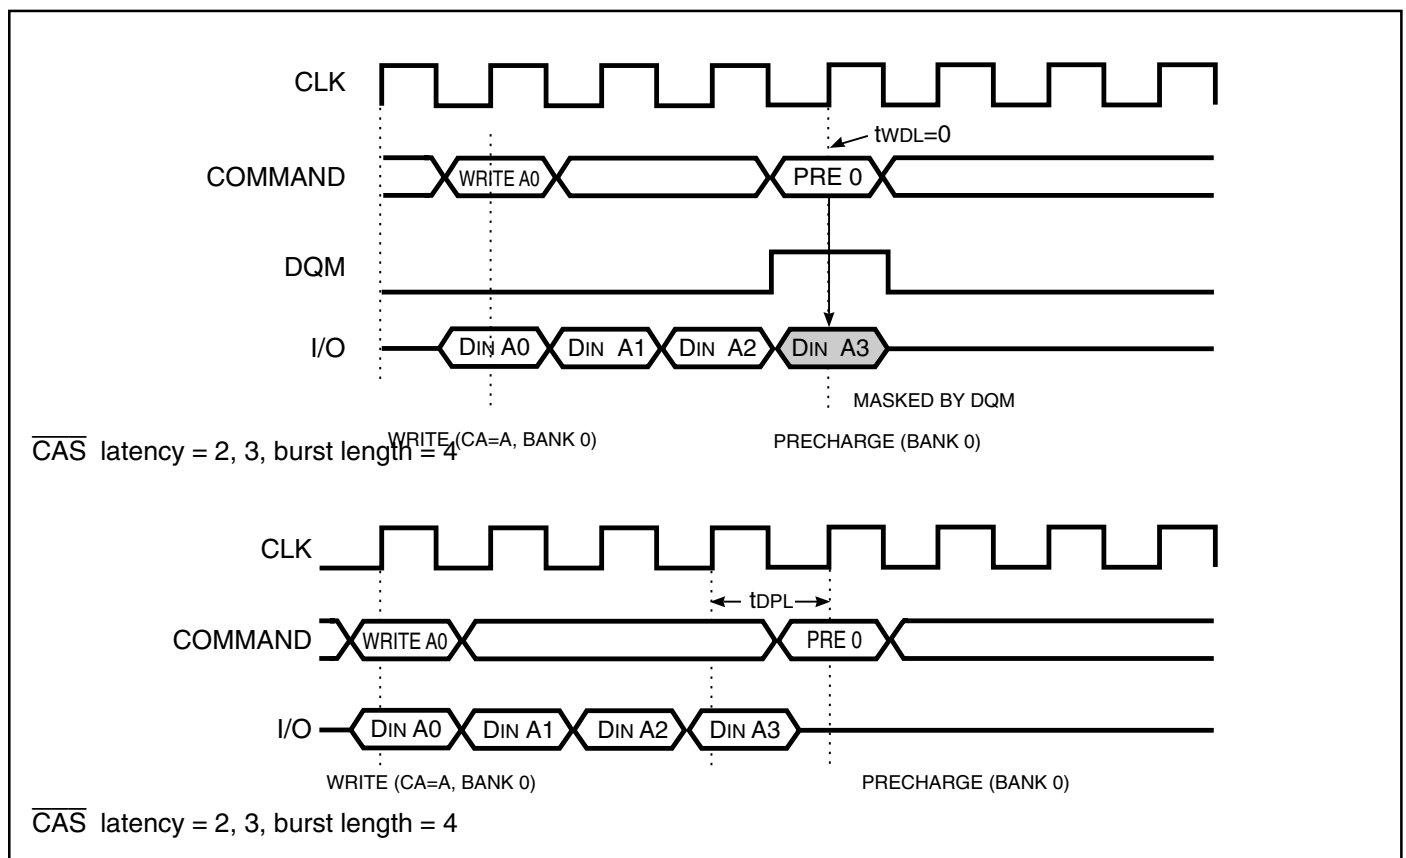 CLK
tWDL=0
COMMAND WRITE A0 PRE 0
DQM
I/O DIN A0 DIN A1 DIN A2 DIN A3
MASKED BY DQM
WRITE (CA=A, BANK 0) PRECHARGE (BANK 0)
CAS latency = 2, 3, burst length = 4
CLK
tDPL
COMMAND WRITE A0 PRE 0
I/O DIN A0 DIN A1 DIN A2 DIN A3
WRITE (CA=A, BANK 0) PRECHARGE (BANK 0)
CAS latency = 2, 3, burst length = 4